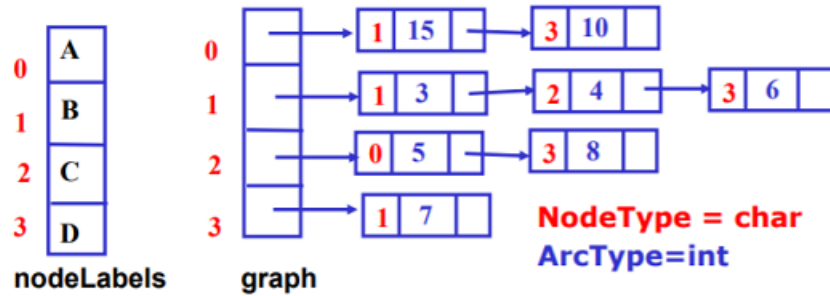 0 A
1 B
2 C
3 D
nodeLabels
0 1 15 3 10
1 1 3 2 4 3 6
2 0 5 3 8
3 1 7
graph
NodeType = char
ArcType=int